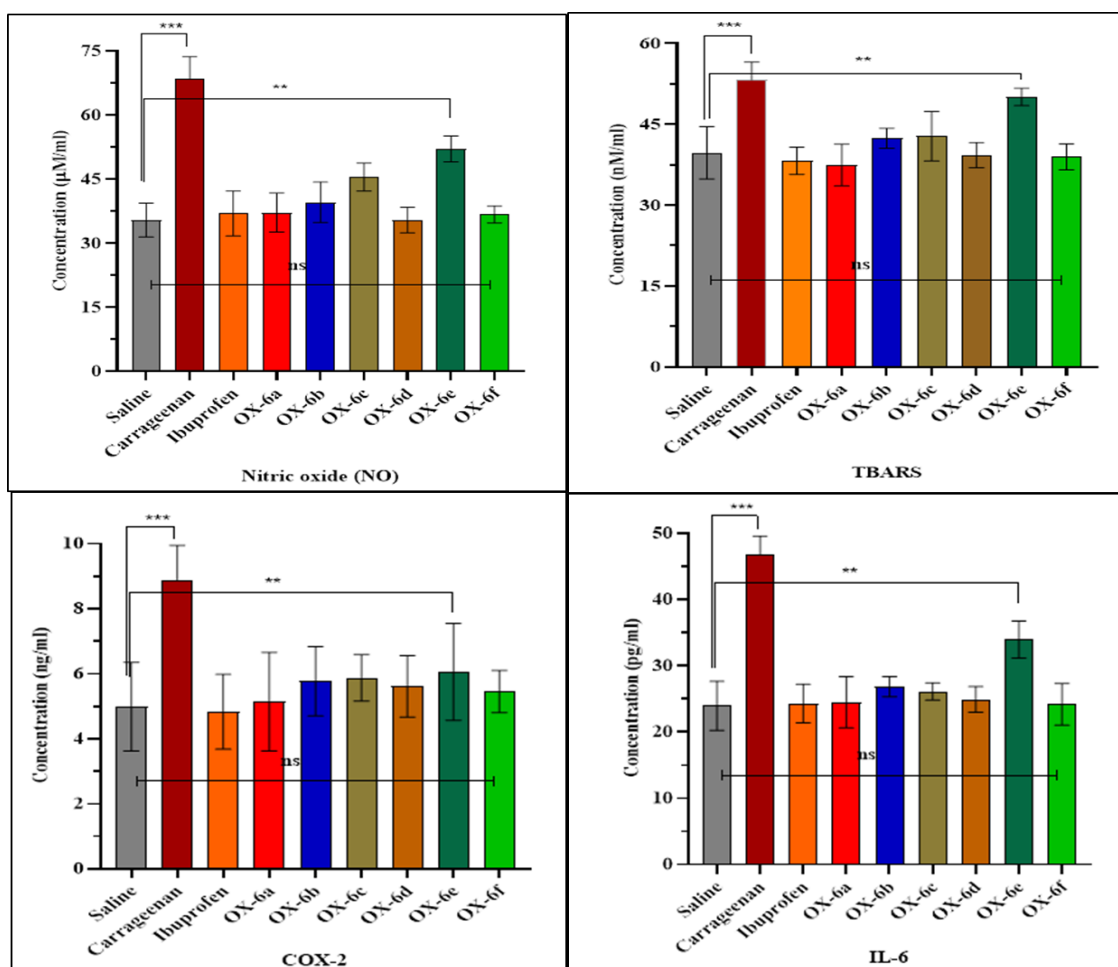 ***
**
ns
Concentration (µM/ml)
75
60
45
30
15
0
Saline
Carrageenan
Ibuprofen
OX-6a
OX-6b
OX-6c
OX-6d
OX-6e
OX-6f
Nitric oxide (NO)
***
**
ns
Concentration (nM/ml)
60
45
30
15
0
Saline
Carrageenan
Ibuprofen
OX-6a
OX-6b
OX-6c
OX-6d
OX-6e
OX-6f
TBARS
***
**
ns
Concentration (ng/ml)
10
8
6
4
2
0
Saline
Carrageenan
Ibuprofen
OX-6a
OX-6b
OX-6c
OX-6d
OX-6e
OX-6f
COX-2
***
**
ns
Concentration (pg/ml)
50
40
30
20
10
0
Saline
Carrageenan
Ibuprofen
OX-6a
OX-6b
OX-6c
OX-6d
OX-6e
OX-6f
IL-6